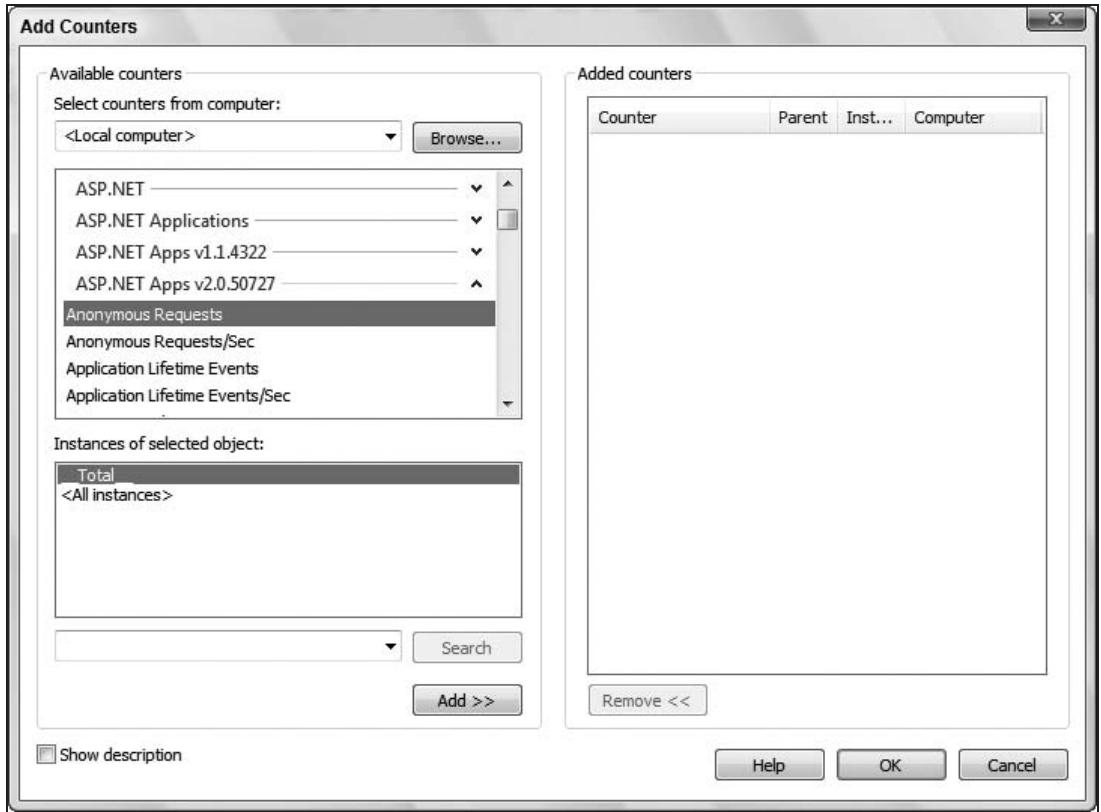 Add Counters
Available counters
Select counters from computer:
<Local computer>
Browse...
ASP.NET
ASP.NET Applications
ASP.NET Apps v1.1.4322
ASP.NET Apps v2.0.50727
Anonymous Requests
Anonymous Requests/Sec
Application Lifetime Events
Application Lifetime Events/Sec
Instances of selected object:
_Total
<All instances>
Search
Add >>
Show description
Added counters
Counter Parent Inst... Computer
Remove <<
Help OK Cancel